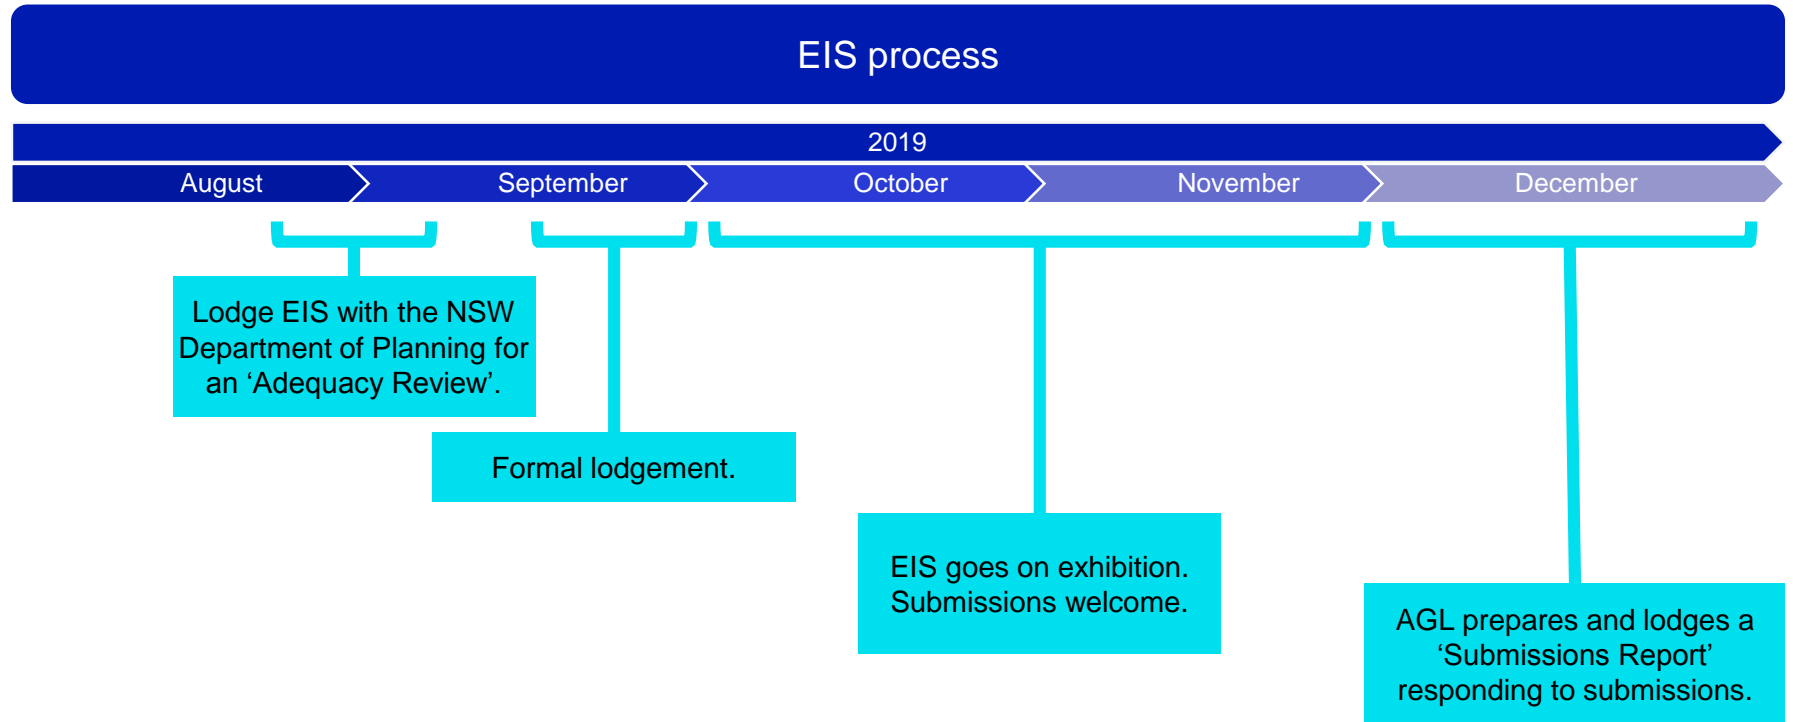 EIS process
2019
August
September
October
November
December
Lodge EIS with the NSW
Department of Planning for
an ‘Adequacy Review’.
Formal lodgement.
EIS goes on exhibition.
Submissions welcome.
AGL prepares and lodges a
‘Submissions Report’
responding to submissions.